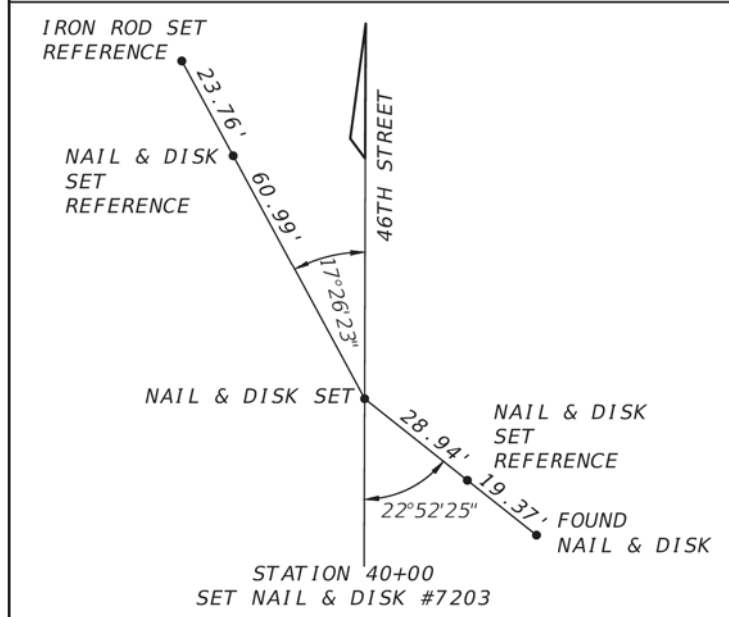 IRON ROD SET
REFERENCE
23.76'
NAIL & DISK
SET
REFERENCE
60.99'
46TH STREET
17°26'23"
NAIL & DISK SET
28.94'
NAIL & DISK
SET
REFERENCE
19.37'
22°52'25"
FOUND
NAIL & DISK
STATION 40+00
SET NAIL & DISK #7203